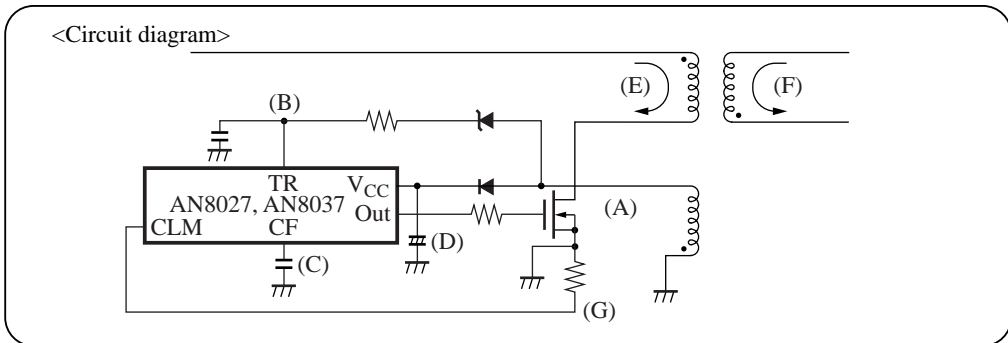 <Circuit diagram>
(E)
(F)
(B)
TR
VCC
AN8027, AN8037
Out
(A)
CLM
CF
(D)
(C)
(G)